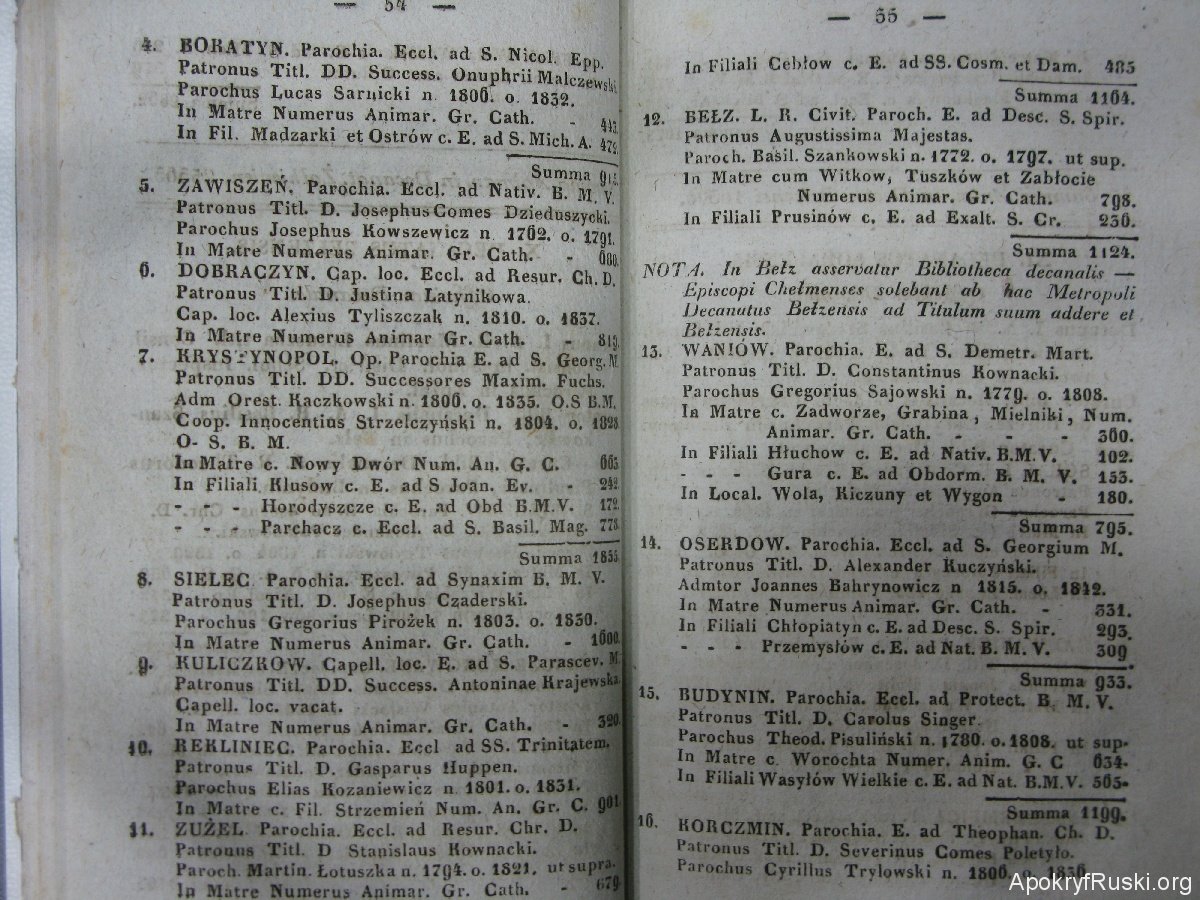 — 54 —
4. BORATYN. Parochia. Eccl. ad S. Nicol. Epp.
Patronus Titl. DD. Success. Onuphrii Malczewski
Parochus Lucas Sarnicki n. 1806. o. 1832.
In Matre Numerus Animar. Gr. Cath. - 443.
In Fil. Madzarki et Ostrów c. E. ad S. Mich. A. 472.
Summa 915.
5. ZAWISZEŃ. Parochia. Eccl. ad Nativ. B. M. V.
Patronus Titl. D. Josephus Comes Dzieduszycki.
Parochus Josephus Kowszewicz n. 1762. o. 1791.
In Matre Numerus Animar. Gr. Cath. -
6. DOBRACZYN. Cap. loc. Eccl. ad Resur. Ch. D.
Patronus Titl. D. Justina Latynikowa.
Cap. loc. Alexius Tyliszczak n. 1810. o. 1837.
In Matre Numerus Animar Gr. Cath. - 819.
7. KRYSTYNOPOL. Op. Parochia E. ad S. Georg. M.
Patronus Titl. DD. Successores Maxim. Fuchs.
Adm Orest. Kaczkowski n. 1806. o. 1835. O.S B.M.
Coop. Innocentius Strzelczyński n. 1804. o. 1828
O- S. B. M.
In Matre c. Nowy Dwór Num. An. G. C. 663.
In Filiali Klusow c. E. ad S Joan. Ev. - 242.
- - - Horodyszcze c. E. ad Obd B.M.V. 172.
- - - Parchacz c. Eccl. ad S. Basil. Mag. 778.
Summa 1855.
8. SIELEC. Parochia. Eccl. ad Synaxim B. M. V.
Patronus Titl. D. Josephus Czaderski.
Parochus Gregorius Pirożek n. 1803. o. 1830.
In Matre Numerus Animar. Gr. Cath. - 1600.
9. KULICZKOW. Capell. loc. E. ad S. Parascev. M.
Patronus Titl. DD. Success. Antoninae Krajewska.
Capell. loc. vacat.
In Matre Numerus Animar. Gr. Cath. - 320.
10. REKLINIEC. Parochia. Eccl ad SS. Trinitatem.
Patronus Titl. D. Gasparus Huppen.
Parochus Elias Kozaniewicz n. 1801. o. 1831.
In Matre c. Fil. Strzemień Num. An. Gr. C. 901.
11. ZUŻEL Parochia. Eccl. ad Resur. Chr. D.
Patronus Titl. D Stanislaus Kownacki.
Paroch. Martin. Łotuszka n. 1794. o. 1821. ut supra.
In Matre Numerus Animar. Gr. Cath. - 679.
— 55 —
In Filiali Cebłow c. E. ad SS. Cosm. et Dam. 485
Summa 1164.
12. BEŁZ. L. R. Civit. Paroch. E. ad Desc. S. Spir.
Patronus Augustissima Majestas.
Paroch. Basil. Szankowski n. 1772. o. 1797. ut sup.
In Matre cum Witkow, Tuszków et Zabłocie
Numerus Animar. Gr. Cath. 798.
In Filiali Prusinów c. E. ad Exalt. S. Cr. 236.
Summa 1124.
NOTA. In Bełz asservatur Bibliotheca decanalis —
Episcopi Chełmenses solebant ab hac Metropoli
Decanatus Bełzensis ad Titulum suum addere et
Bełzensis.
13. WANIÓW. Parochia. E. ad S. Demetr. Mart.
Patronus Titl. D. Constantinus Kownacki.
Parochus Gregorius Sajowski n. 1779. o. 1808.
In Matre c. Zadworze, Grabina, Mielniki, Num.
Animar. Gr. Cath. - - - 360.
In Filiali Hłuchow c. E. ad Nativ. B.M.V. 102.
- - - Gura c. E. ad Obdorm. B. M. V. 153.
In Local. Wola, Kiczuny et Wygon - 180.
Summa 795.
14. OSERDOW. Parochia. Eccl. ad S. Georgium M.
Patronus Titl. D. Alexander Kuczyński.
Admtor Joannes Bahrynowicz n 1815. o. 1842.
In Matre Numerus Animar. Gr. Cath. - 331.
In Filiali Chłopiatyn c. E. ad Desc. S. Spir. 293.
- - - Przemysłów c. E. ad Nat. B. M. V. 309
Summa 933.
15. BUDYNIN. Parochia. Eccl. ad Protect. B. M. V.
Patronus Titl. D. Carolus Singer.
Parochus Theod. Pisuliński n. 1780. o. 1808. ut sup.
In Matre c. Worochta Numer. Anim. G. C 634.
In Filiali Wasyłów Wielkie c. E. ad Nat. B.M.V. 565.
Summa 1199.
16. KORCZMIN. Parochia. E. ad Theophan. Ch. D.
Patronus Titl. D. Severinus Comes Poletyło.
Parochus Cyrillus Trylowski n. 1806. o. 1836
ApokryfRuski.org